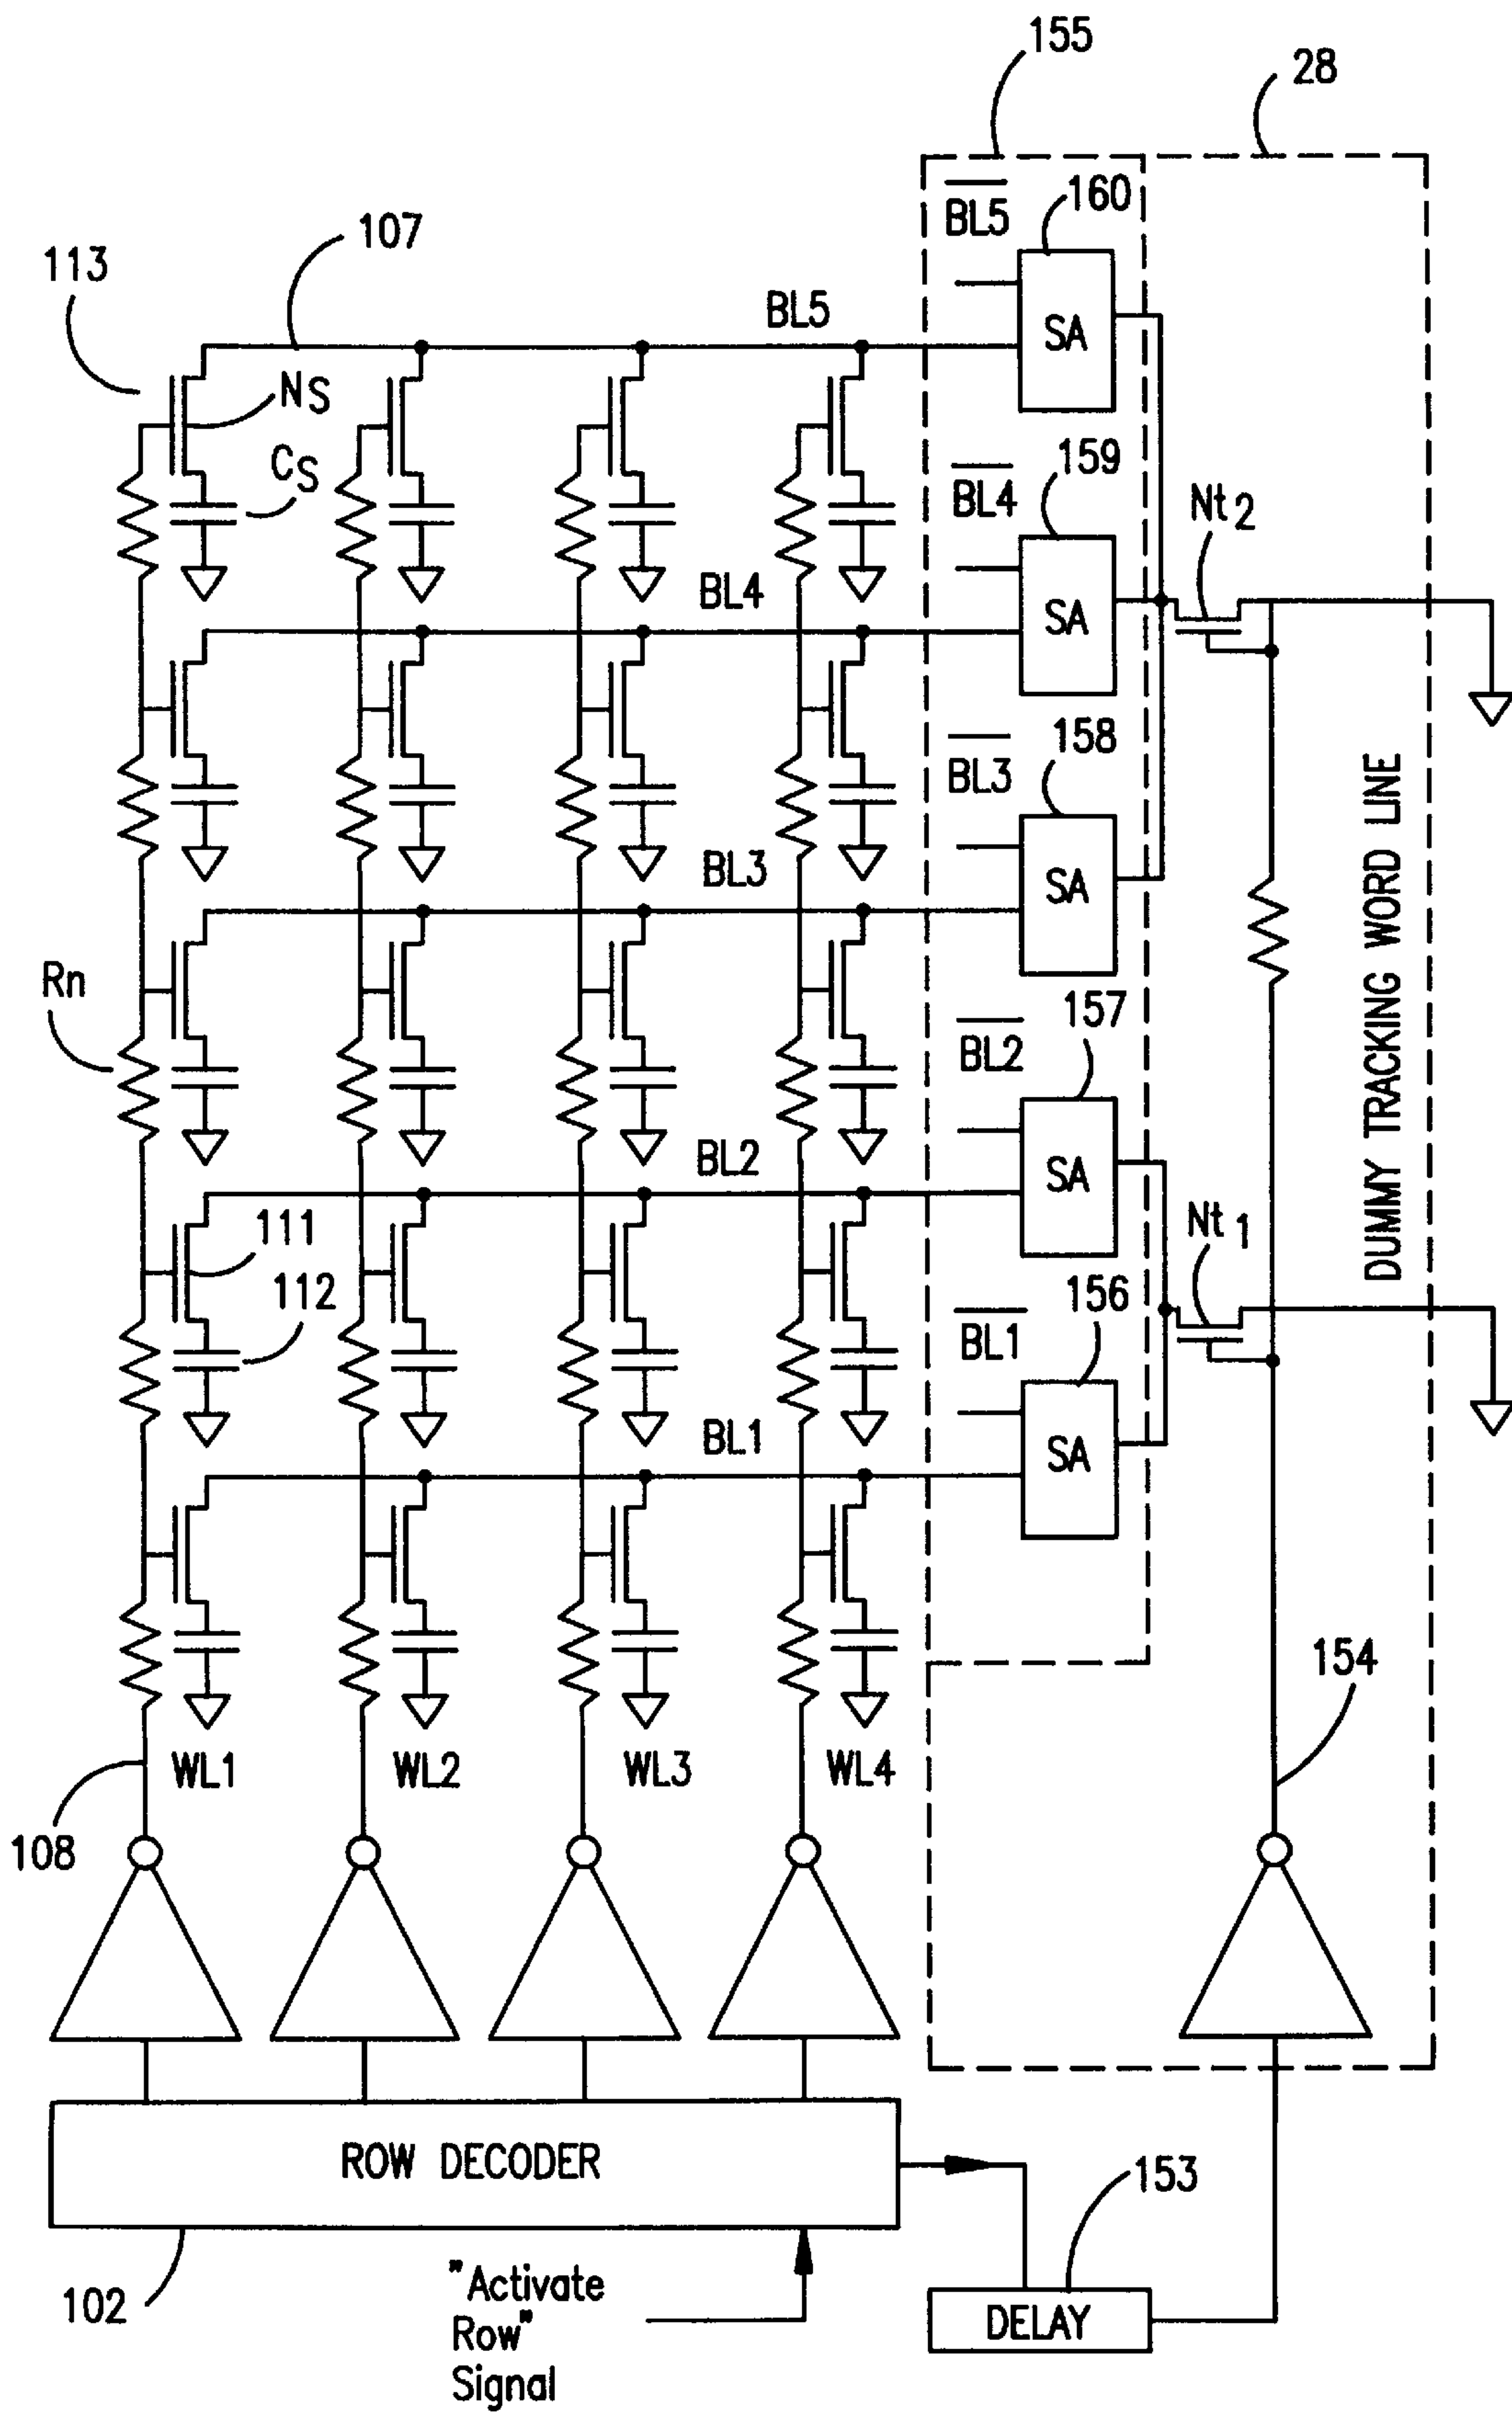 155
28
BL5
160
113
107
BL5
SA
NS
CS
BL4
159
Nt2
BL4
SA
BL3
158
BL3
SA
Rn
DUMMY TRACKING WORD LINE
BL2
157
BL2
SA
111
112
Nt1
BL1
156
BL1
SA
154
WL1
WL2
WL3
WL4
108
ROW DECODER
153
102
"Activate
Row"
Signal
DELAY